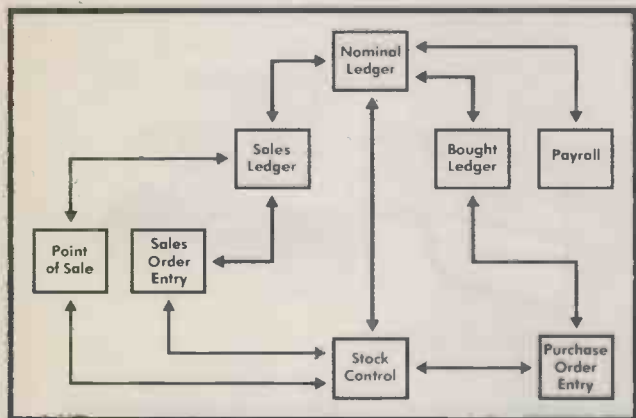 Nominal
Ledger
Sales
Ledger
Bought
Ledger
Payroll
Point
of Sale
Sales
Order
Entry
Stock
Control
Purchase
Order
Entry